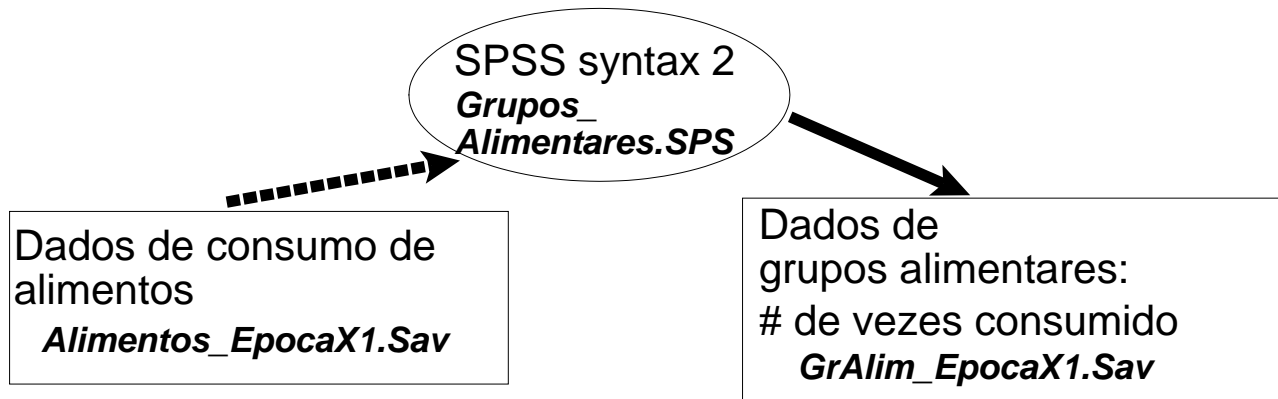 SPSS syntax 2
Grupos_
Alimentares.SPS
Dados de consumo de
alimentos
Alimentos_EpocaX1.Sav
Dados de
grupos alimentares:
# de vezes consumido
GrAlim_EpocaX1.Sav